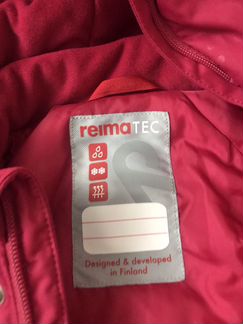 reimaTEC
Designed & developed
in Finland